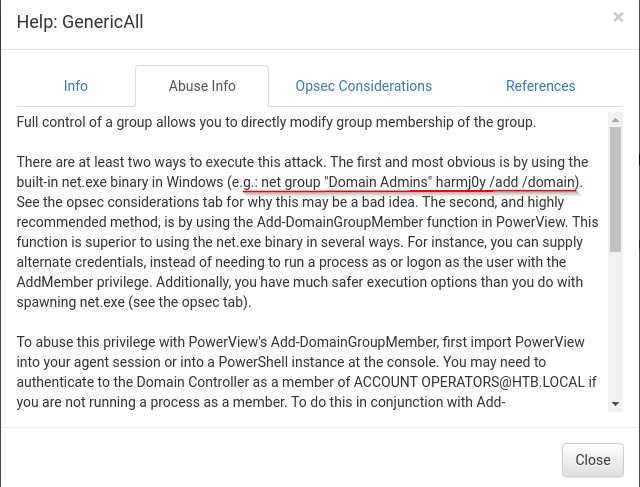 Help: GenericAll
×
Info
Abuse Info
Opsec Considerations
References
Full control of a group allows you to directly modify group membership of the group.
There are at least two ways to execute this attack. The first and most obvious is by using the
built-in net.exe binary in Windows (e.g.: net group "Domain Admins" harmj0y /add /domain).
See the opsec considerations tab for why this may be a bad idea. The second, and highly
recommended method, is by using the Add-DomainGroupMember function in PowerView. This
function is superior to using the net.exe binary in several ways. For instance, you can supply
alternate credentials, instead of needing to run a process as or logon as the user with the
AddMember privilege. Additionally, you have much safer execution options than you do with
spawning net.exe (see the opsec tab).
To abuse this privilege with PowerView's Add-DomainGroupMember, first import PowerView
into your agent session or into a PowerShell instance at the console. You may need to
authenticate to the Domain Controller as a member of ACCOUNT OPERATORS@HTB.LOCAL if
you are not running a process as a member. To do this in conjunction with Add-
Close